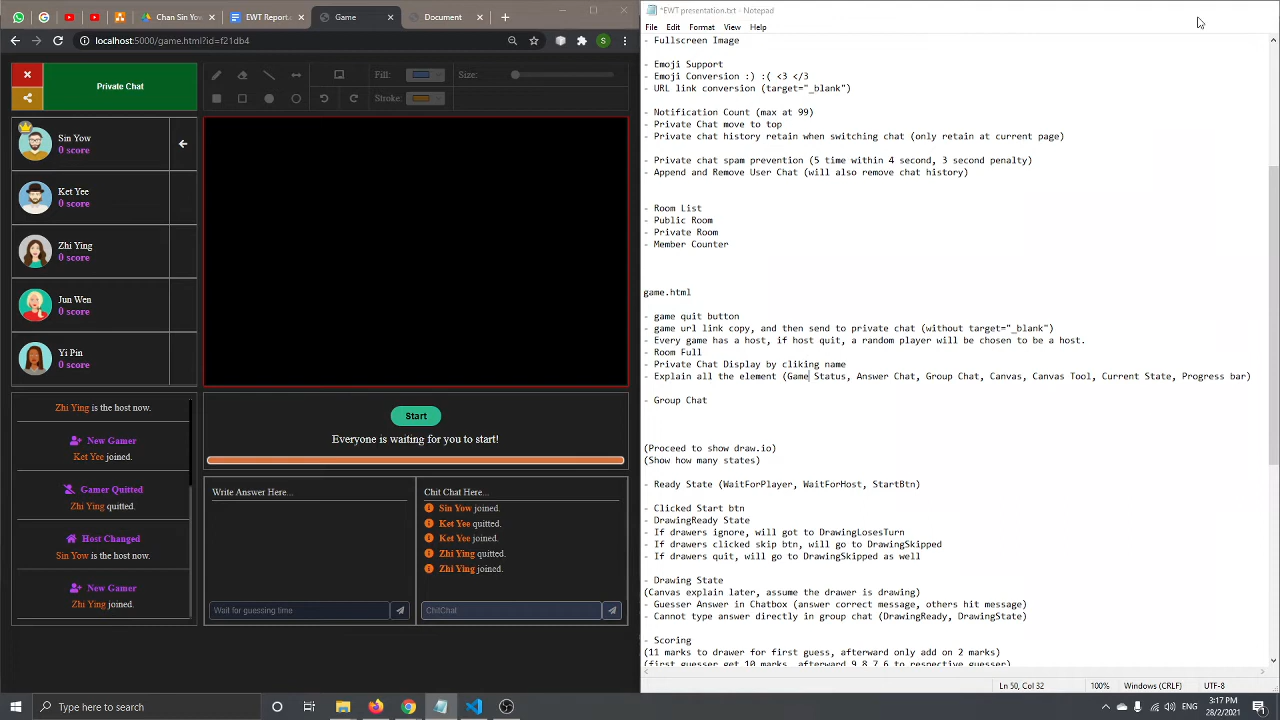 Chan Sin Yow
EWT Report
Game
Document
localhost:5000/game.html?id=f21db4
S
Private Chat
Fill:
Size:
Stroke:
Sin Yow
0 score
Ket Yee
0 score
Zhi Ying
0 score
Jun Wen
0 score
Yi Pin
0 score
Zhi Ying is the host now.
New Gamer
Ket Yee joined.
Gamer Quitted
Zhi Ying quitted.
Host Changed
Sin Yow is the host now.
New Gamer
Zhi Ying joined.
Start
Everyone is waiting for you to start!
Write Answer Here...
Wait for guessing time
Chit Chat Here...
Sin Yow joined.
Ket Yee quitted.
Ket Yee joined.
Zhi Ying quitted.
Zhi Ying joined.
ChitChat
*EWT presentation.txt - Notepad
File Edit Format View Help
- Fullscreen Image
- Emoji Support
- Emoji Conversion :) :( <3 </3
- URL link conversion (target="_blank")
- Notification Count (max at 99)
- Private Chat move to top
- Private chat history retain when switching chat (only retain at current page)
- Private chat spam prevention (5 time within 4 second, 3 second penalty)
- Append and Remove User Chat (will also remove chat history)
- Room List
- Public Room
- Private Room
- Member Counter
game.html
- game quit button
- game url link copy, and then send to private chat (without target="_blank")
- Every game has a host, if host quit, a random player will be chosen to be a host.
- Room Full
- Private Chat Display by cliking name
- Explain all the element (Game Status, Answer Chat, Group Chat, Canvas, Canvas Tool, Current State, Progress bar)
- Group Chat
(Proceed to show draw.io)
(Show how many states)
- Ready State (WaitForPlayer, WaitForHost, StartBtn)
- Clicked Start btn
- DrawingReady State
- If drawers ignore, will got to DrawingLosesTurn
- If drawers clicked skip btn, will go to DrawingSkipped
- If drawers quit, will go to DrawingSkipped as well
- Drawing State
(Canvas explain later, assume the drawer is drawing)
- Guesser Answer in Chatbox (answer correct message, others hit message)
- Cannot type answer directly in group chat (DrawingReady, DrawingState)
- Scoring
(11 marks to drawer for first guess, afterward only add on 2 marks)
(first guesser get 10 marks, afterward 9,8,7,6 to respective guesser)
Ln 50, Col 32
100%
Windows (CRLF)
UTF-8
Type here to search
ENG
3:17 PM
28/2/2021